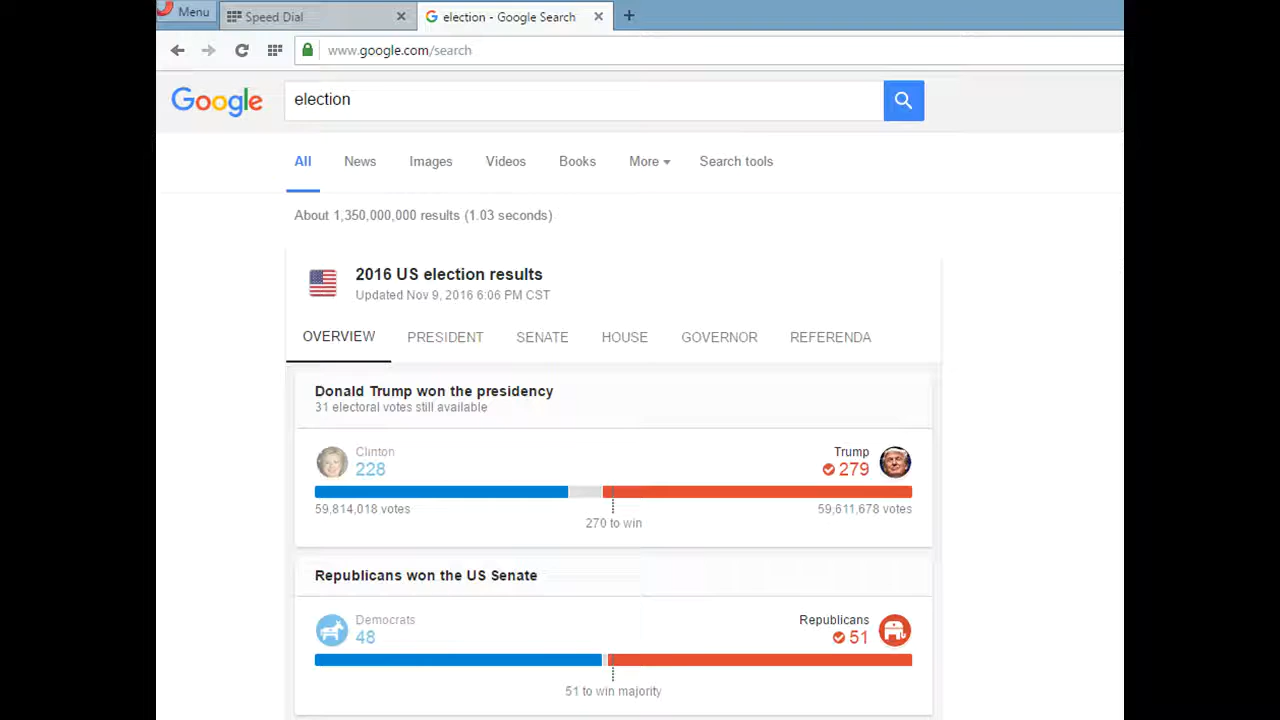 Menu
Speed Dial
election - Google Search
www.google.com/search
Google
election
All News Images Videos Books More Search tools
About 1,350,000,000 results (1.03 seconds)
2016 US election results
Updated Nov 9, 2016 6:06 PM CST
OVERVIEW PRESIDENT SENATE HOUSE GOVERNOR REFERENDA
Donald Trump won the presidency
31 electoral votes still available
Clinton Trump
228 279
59,814,018 votes 59,611,678 votes
270 to win
Republicans won the US Senate
Democrats Republicans
48 51
51 to win majority